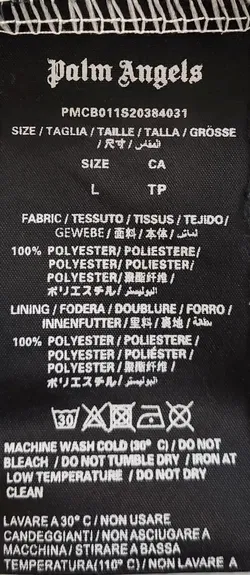 Palm Angels
PMCB011S20384031
SIZE / TAGLIA / TAILLE / TALLA / GRÖSSE
/ 尺寸 / المقاس
SIZE CA
L TP
FABRIC / TESSUTO / TISSUS / TEJIDO /
GEWEBE / 面料 / 本体 / لماش
100% POLYESTER / POLIESTERE /
POLYESTER / POLIESTER /
POLYESTER / 聚酯纤维 /
ポリエステル / البوليستر
LINING / FODERA / DOUBLURE / FORRO /
INNENFUTTER / 里料 / 裏地 / بطانة
100% POLYESTER / POLIESTERE /
POLYESTER / POLIÉSTER /
POLYESTER / 聚酯纤维 /
ポリエステル / البوليستر
30
MACHINE WASH COLD (30° C) / DO NOT
BLEACH / DO NOT TUMBLE DRY / IRON AT
LOW TEMPERATURE / DO NOT DRY
CLEAN
LAVARE A 30° C / NON USARE
CANDEGGIANTI / NON ASCIUGARE A
MACCHINA / STIRARE A BASSA
TEMPERATURA(110° C) / NON LAVARE A